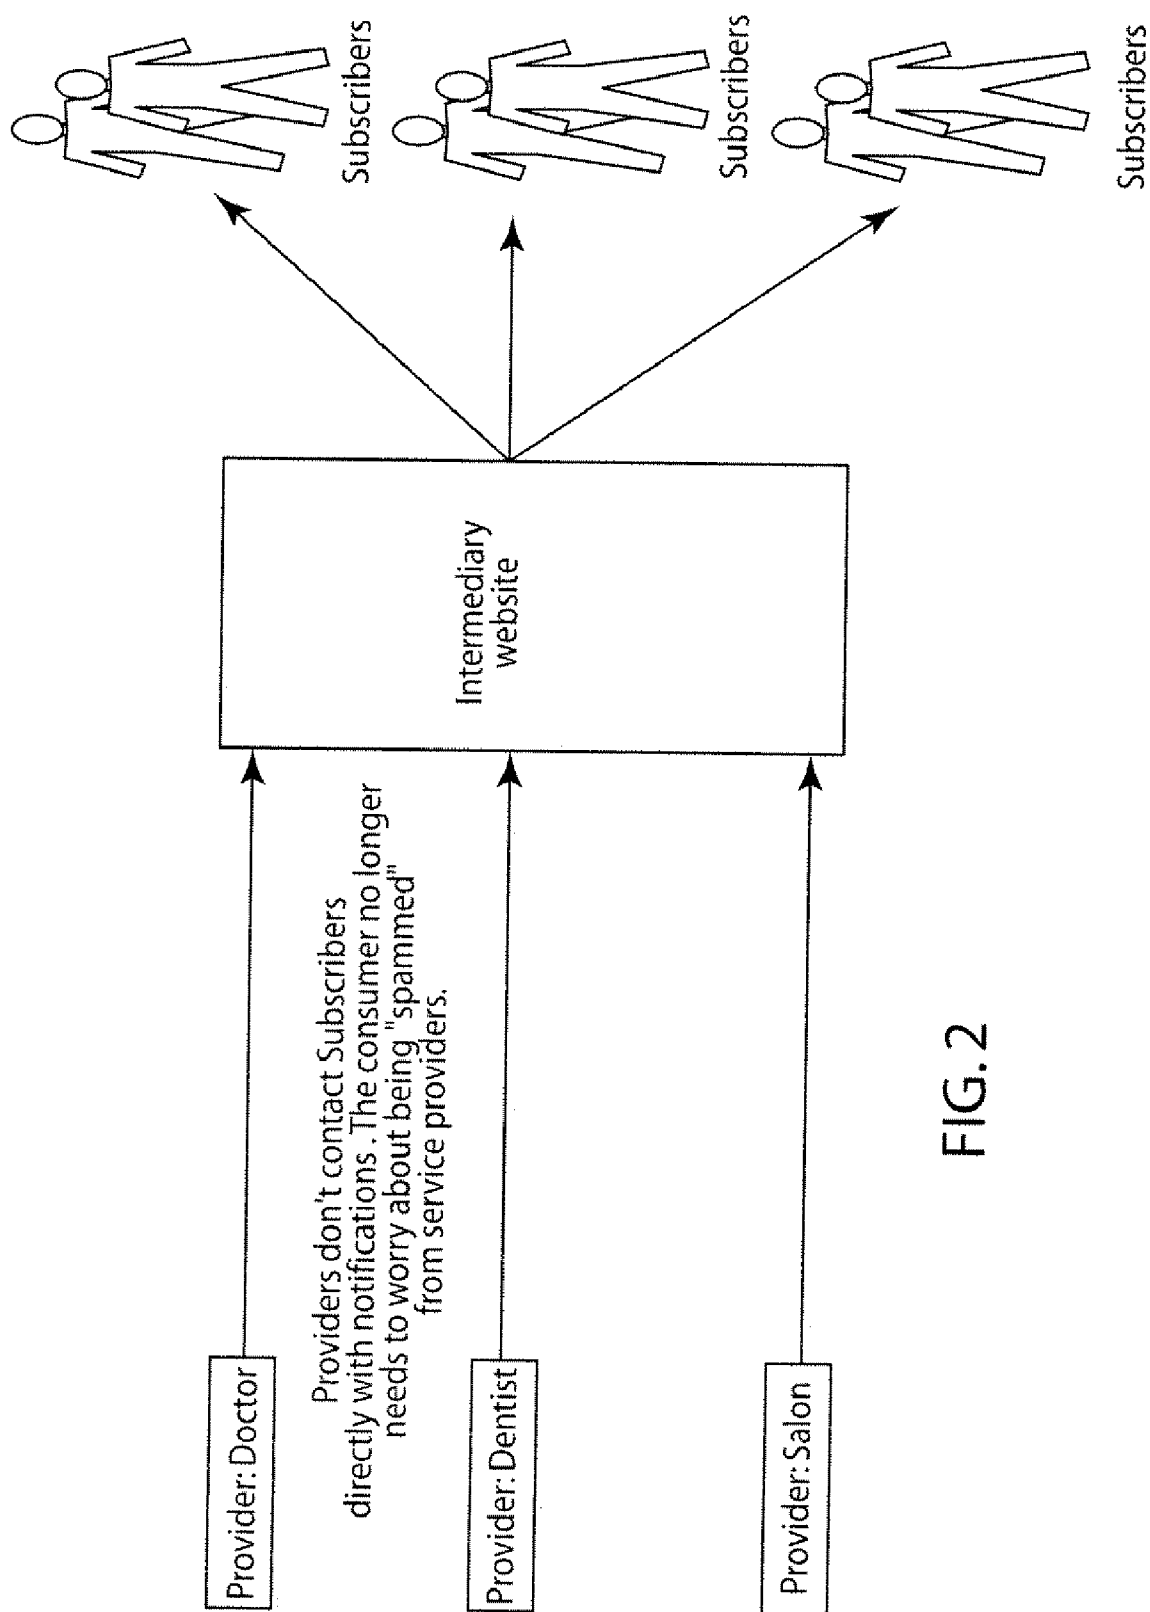 Provider: Doctor
Providers don't contact Subscribers
directly with notifications . The consumer no longer
needs to worry about being "spammed"
from service providers.
Provider: Dentist
Provider: Salon
Intermediary
website
Subscribers
Subscribers
Subscribers
FIG. 2